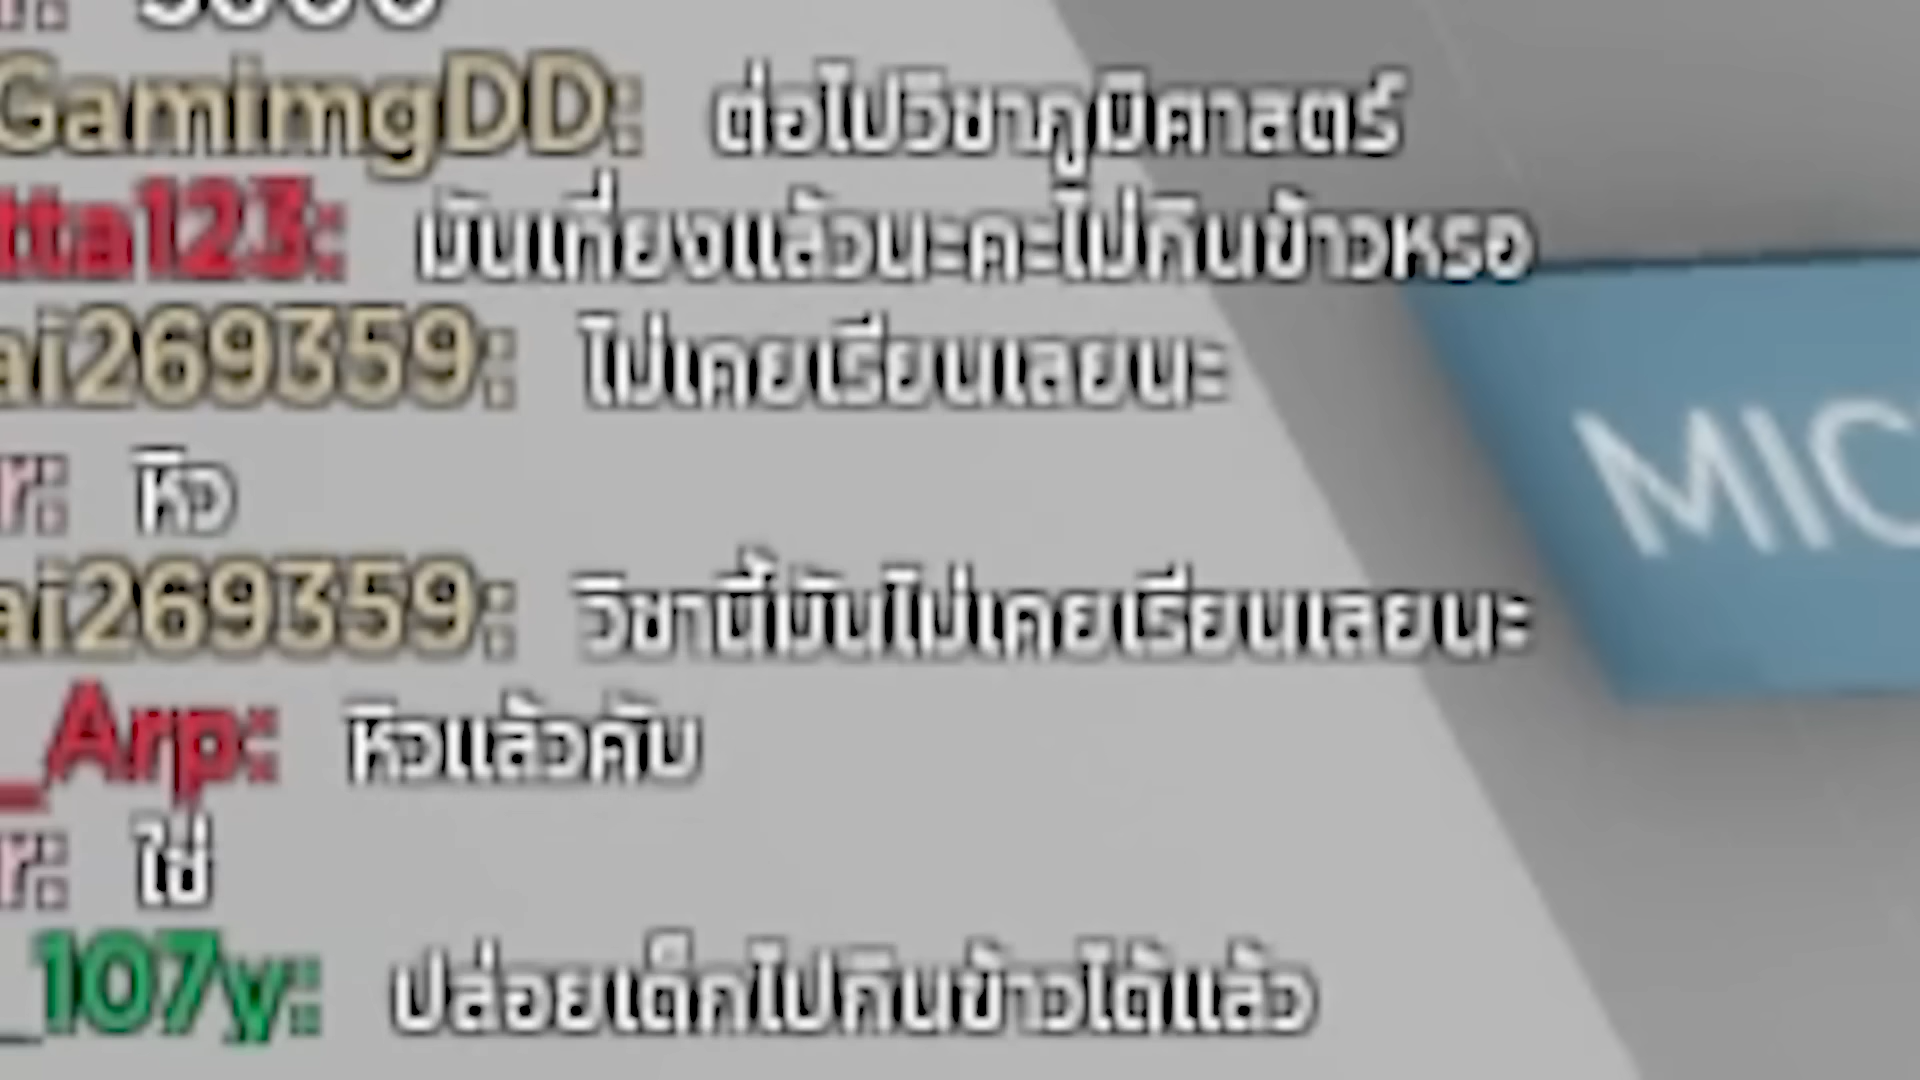 GamimgDD: ต่อไปวิชาภูมิศาสตร์
tta123: มันเที่ยงแล้วนะคะไม่กินข้าวหรอ
ai269359: ไม่เคยเรียนเลยนะ
MIC
r: หิว
ai269359: วิชานี้มันไม่เคยเรียนเลยนะ
_Arp: หิวแล้วคับ
r: ใช่
_107y: ปล่อยเด็กไปกินข้าวได้แล้ว